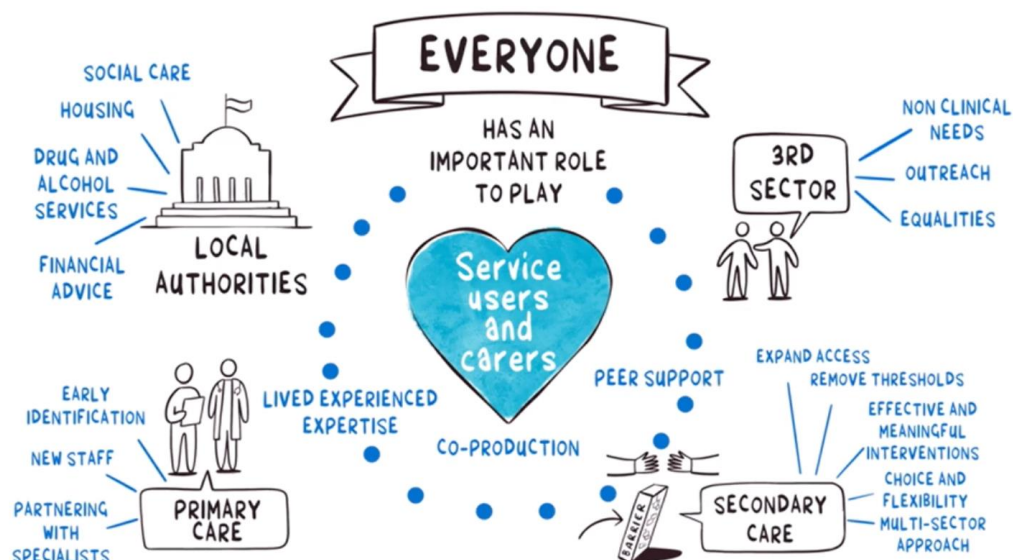 EVERYONE
HAS AN
IMPORTANT ROLE
TO PLAY
SOCIAL CARE
HOUSING
DRUG AND
ALCOHOL
SERVICES
FINANCIAL
ADVICE
LOCAL
AUTHORITIES
3RD
SECTOR
NON CLINICAL
NEEDS
OUTREACH
EQUALITIES
Service
users
and
carers
LIVED EXPERIENCED
EXPERTISE
CO-PRODUCTION
PEER SUPPORT
EARLY
IDENTIFICATION
NEW STAFF
PARTNERING
WITH
SPECIALISTS
PRIMARY
CARE
BARRIER
SECONDARY
CARE
EXPAND ACCESS
REMOVE THRESHOLDS
EFFECTIVE AND
MEANINGFUL
INTERVENTIONS
CHOICE AND
FLEXIBILITY
MULTI-SECTOR
APPROACH